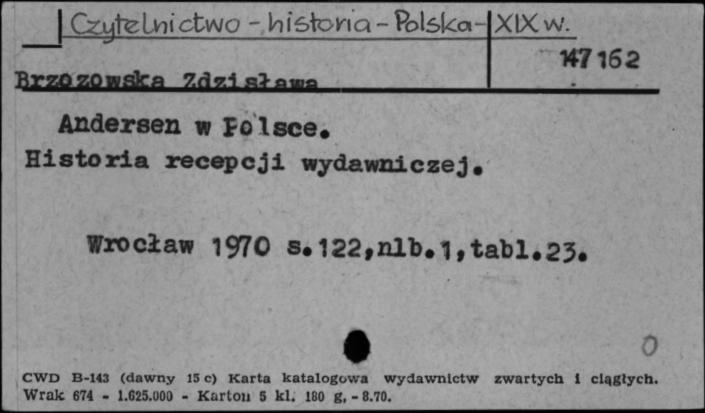 Czytelnictwo - historia - Polska - XIX w.
147162
Brzozowska Zdzisława
Andersen w Polsce.
Historia recepcji wydawniczej.
Wrocław 1970 s.122,nlb.1,tabl.23.
0
CWD B-143 (dawny 15 c) Karta katalogowa wydawnictw zwartych i ciągłych.
Wrak 674 - 1.625.000 - Karton 5 kl. 180 g, - 8.70.